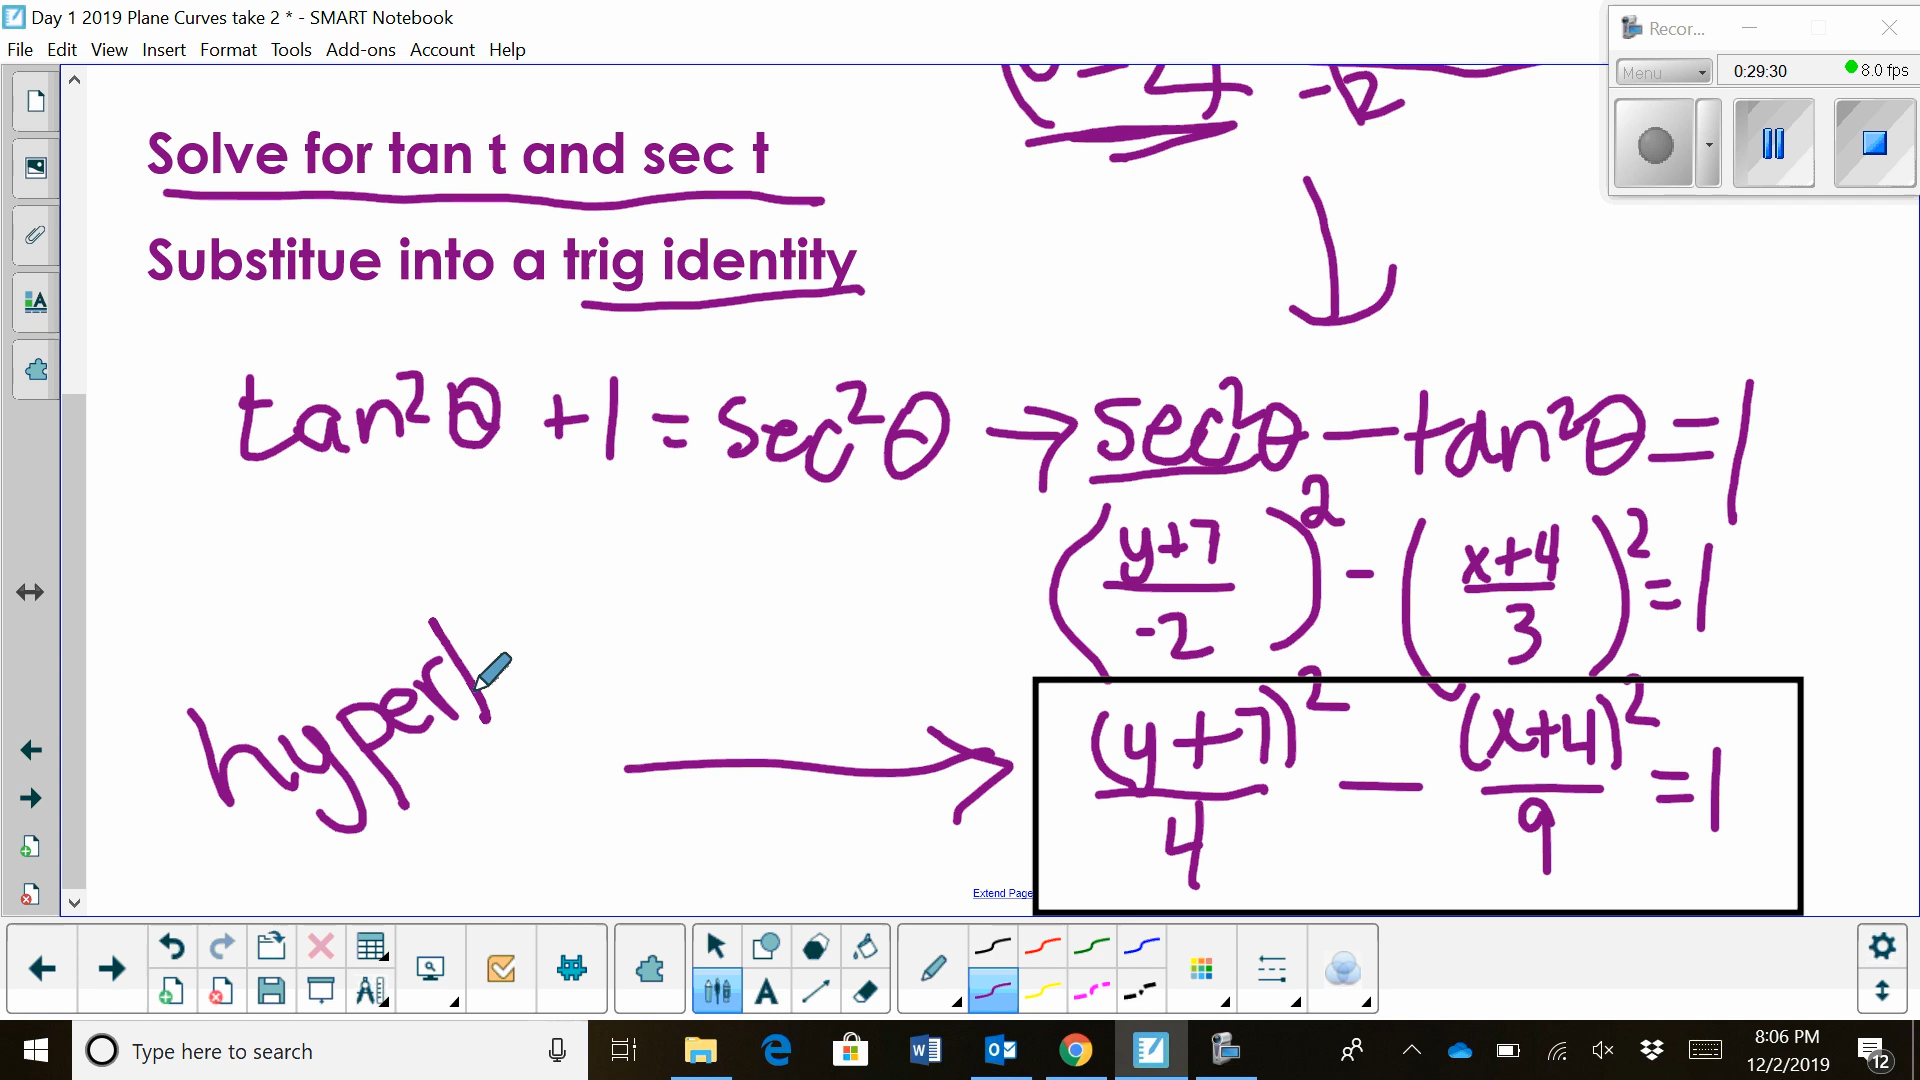 Day 1 2019 Plane Curves take 2 * - SMART Notebook
File Edit View Insert Format Tools Add-ons Account Help
Recor...
Menu 0:29:30 8.0 fps
Solve for tan t and sec t
Substitue into a trig identity
tan²θ + 1 = sec²θ → sec²θ − tan²θ = 1
((y+7)/-2)² - ((x+4)/3)² = 1
hyperb
(y+7)²/4 − (x+4)²/9 = 1
Extend Page
Type here to search
8:06 PM
12/2/2019
12